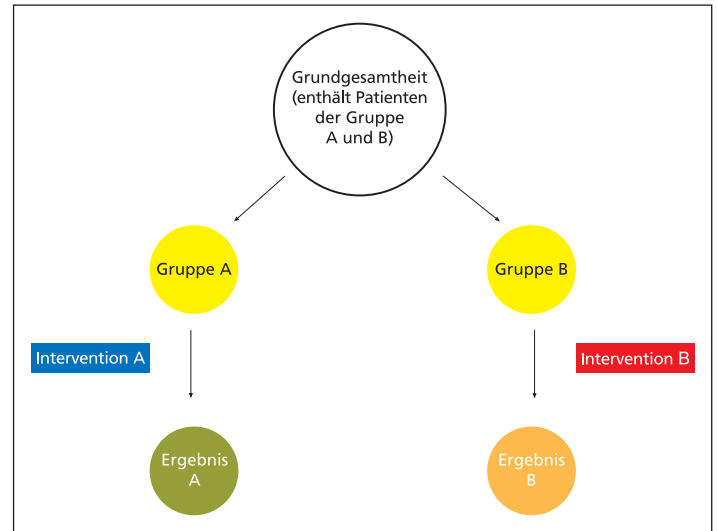 Grundgesamtheit
(enthält Patienten
der Gruppe
A und B)
Gruppe A
Gruppe B
Intervention A
Intervention B
Ergebnis
A
Ergebnis
B